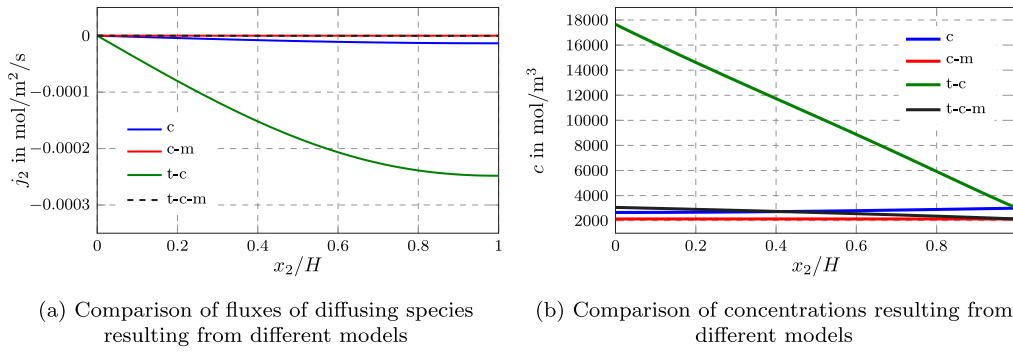 0
−0.0001
−0.0002
−0.0003
j₂ in mol/m²/s
c
c-m
t-c
t-c-m
0
0.2
0.4
0.6
0.8
1
x₂/H
(a) Comparison of fluxes of diffusing species
resulting from different models
18000
16000
14000
12000
10000
8000
6000
4000
2000
c in mol/m³
c
c-m
t-c
t-c-m
0
0.2
0.4
0.6
0.8
x₂/H
(b) Comparison of concentrations resulting from
different models